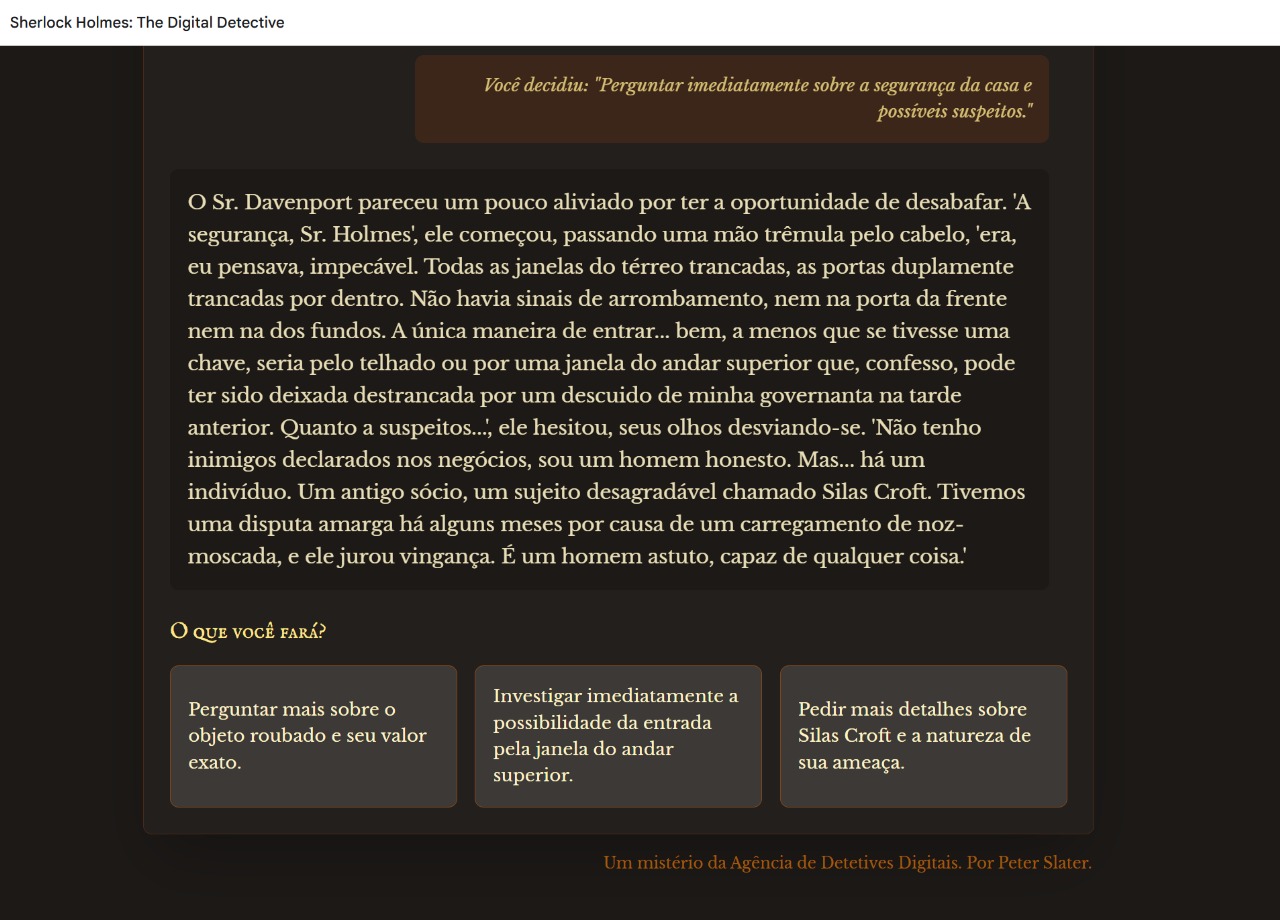 Sherlock Holmes: The Digital Detective
Você decidiu: "Perguntar imediatamente sobre a segurança da casa e
possíveis suspeitos."
O Sr. Davenport pareceu um pouco aliviado por ter a oportunidade de desabafar. 'A
segurança, Sr. Holmes', ele começou, passando uma mão trêmula pelo cabelo, 'era,
eu pensava, impecável. Todas as janelas do térreo trancadas, as portas duplamente
trancadas por dentro. Não havia sinais de arrombamento, nem na porta da frente
nem na dos fundos. A única maneira de entrar... bem, a menos que se tivesse uma
chave, seria pelo telhado ou por uma janela do andar superior que, confesso, pode
ter sido deixada destrancada por um descuido de minha governanta na tarde
anterior. Quanto a suspeitos...', ele hesitou, seus olhos desviando-se. 'Não tenho
inimigos declarados nos negócios, sou um homem honesto. Mas... há um
indivíduo. Um antigo sócio, um sujeito desagradável chamado Silas Croft. Tivemos
uma disputa amarga há alguns meses por causa de um carregamento de noz-
moscada, e ele jurou vingança. É um homem astuto, capaz de qualquer coisa.'
O que você fará?
Perguntar mais sobre o
objeto roubado e seu valor
exato.
Investigar imediatamente a
possibilidade da entrada
pela janela do andar
superior.
Pedir mais detalhes sobre
Silas Croft e a natureza de
sua ameaça.
Um mistério da Agência de Detetives Digitais. Por Peter Slater.